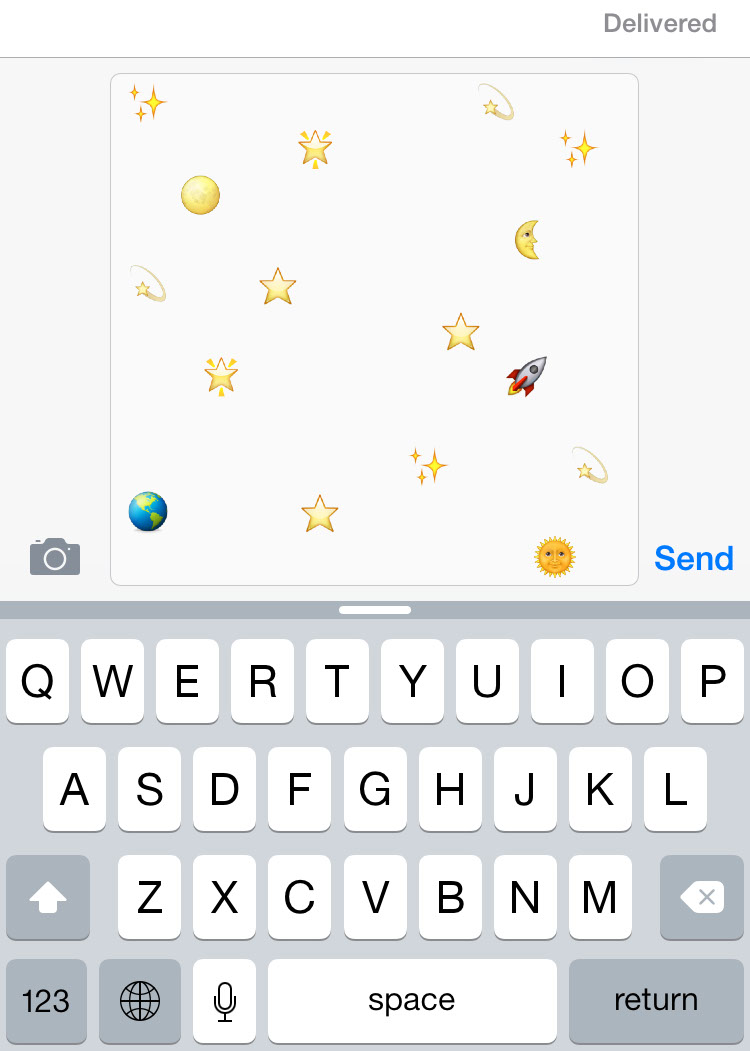 Delivered
Send
Q W E R T Y U I O P
A S D F G H J K L
Z X C V B N M
123 space return